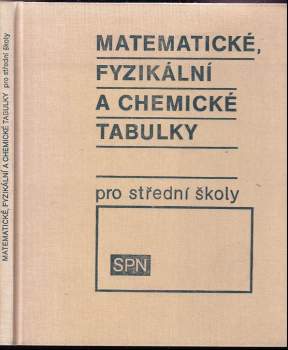 MATEMATICKÉ, FYZIKÁLNÍ A CHEMICKÉ TABULKY pro střední školy
MATEMATICKÉ,
FYZIKÁLNÍ
A CHEMICKÉ
TABULKY
pro střední školy
SPN